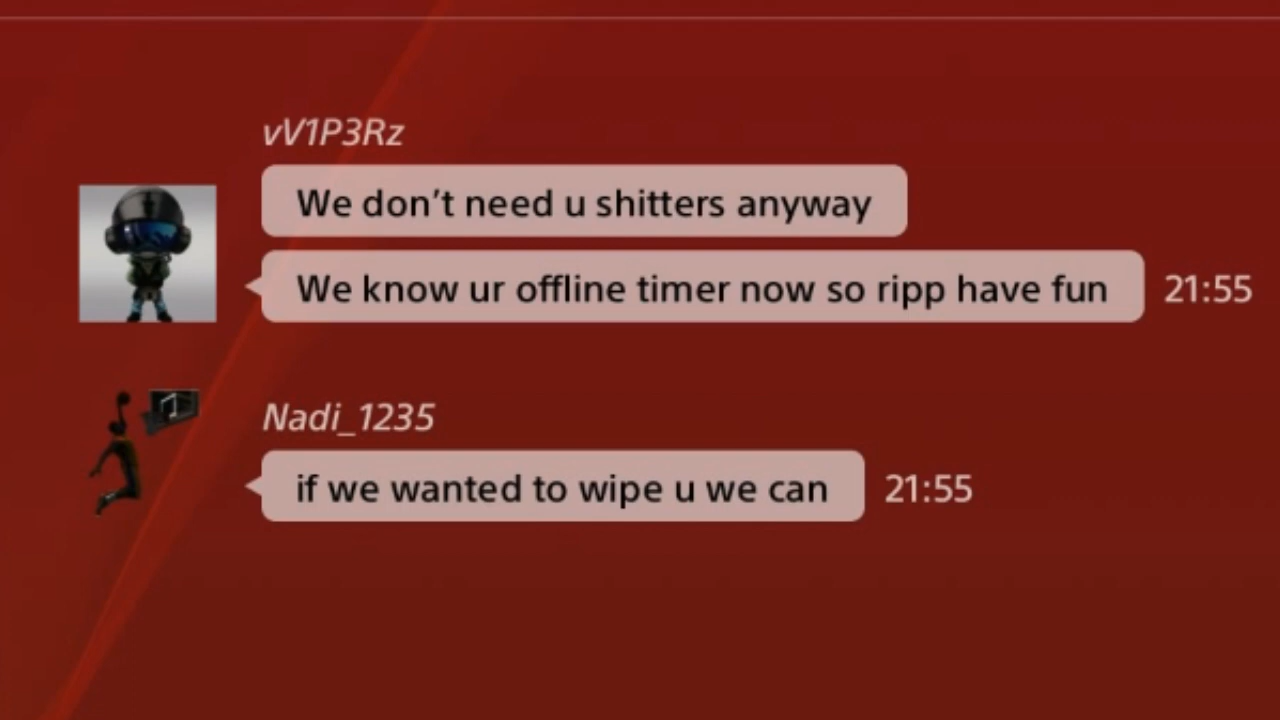 vV1P3Rz
We don't need u shitters anyway
We know ur offline timer now so ripp have fun 21:55
Nadi_1235
if we wanted to wipe u we can 21:55